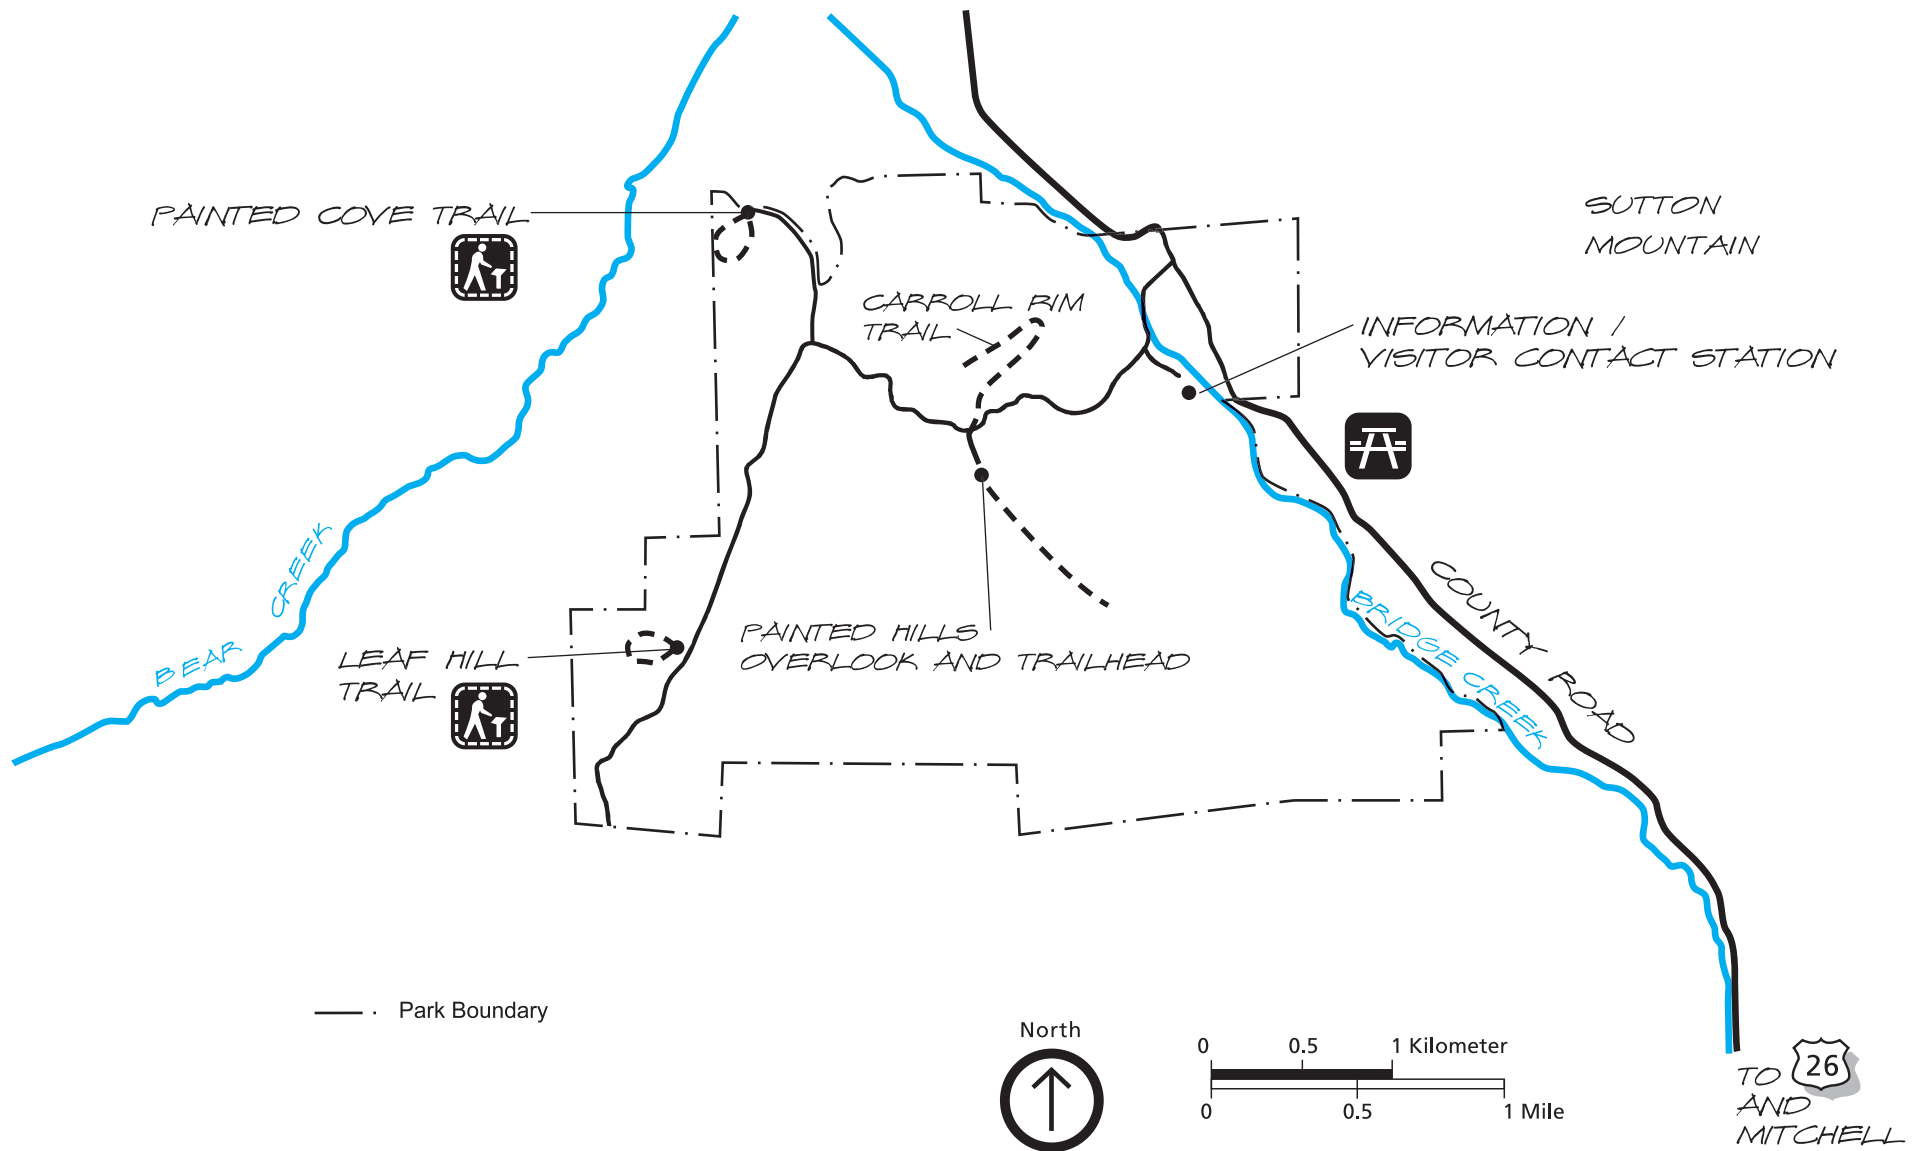 PAINTED COVE TRAIL
SUTTON
MOUNTAIN
CARROLL RIM
TRAIL
INFORMATION /
VISITOR CONTACT STATION
BEAR CREEK
COUNTY ROAD
BRIDGE CREEK
LEAF HILL
TRAIL
PAINTED HILLS
OVERLOOK AND TRAILHEAD
Park Boundary
North
0 0.5 1 Kilometer
0 0.5 1 Mile
TO 26
AND
MITCHELL